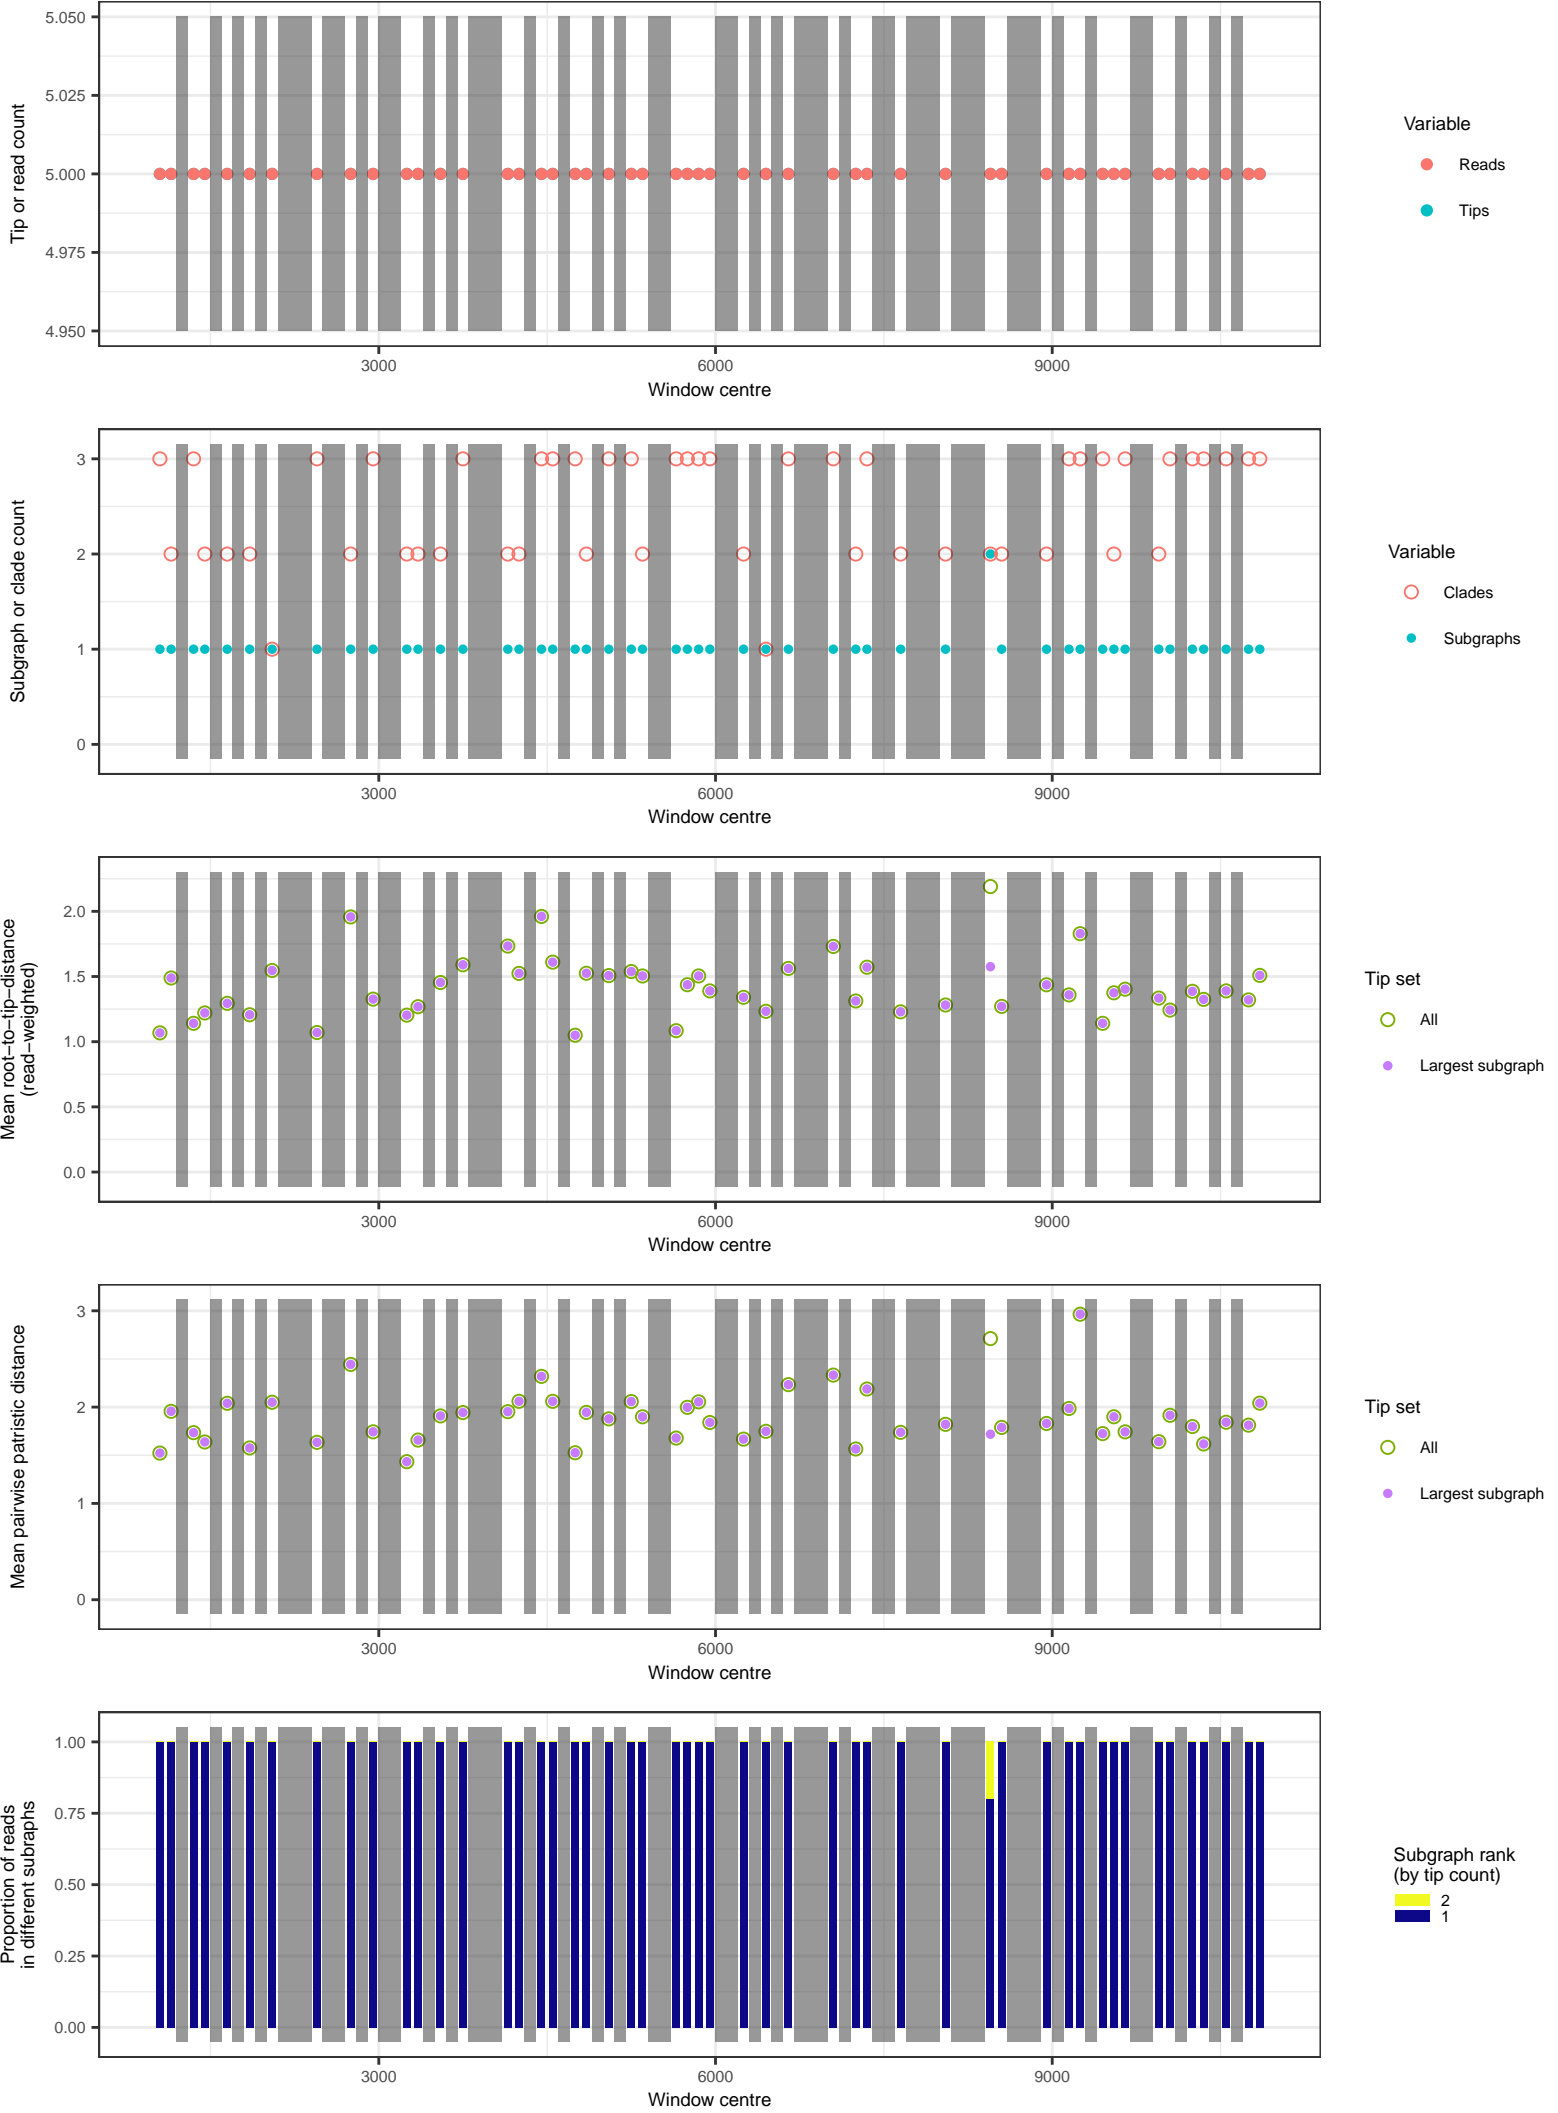 5.050
5.025
5.000
4.975
4.950
Tip or read count
3000
6000
9000
Window centre
Variable
Reads
Tips
3
2
1
0
Subgraph or clade count
3000
6000
9000
Window centre
Variable
Clades
Subgraphs
2.0
1.5
1.0
0.5
0.0
Mean root−to−tip−distance
(read−weighted)
3000
6000
9000
Window centre
Tip set
All
Largest subgraph
3
2
1
0
Mean pairwise patristic distance
3000
6000
9000
Window centre
Tip set
All
Largest subgraph
1.00
0.75
0.50
0.25
0.00
Proportion of reads
in different subraphs
3000
6000
9000
Window centre
Subgraph rank
(by tip count)
2
1